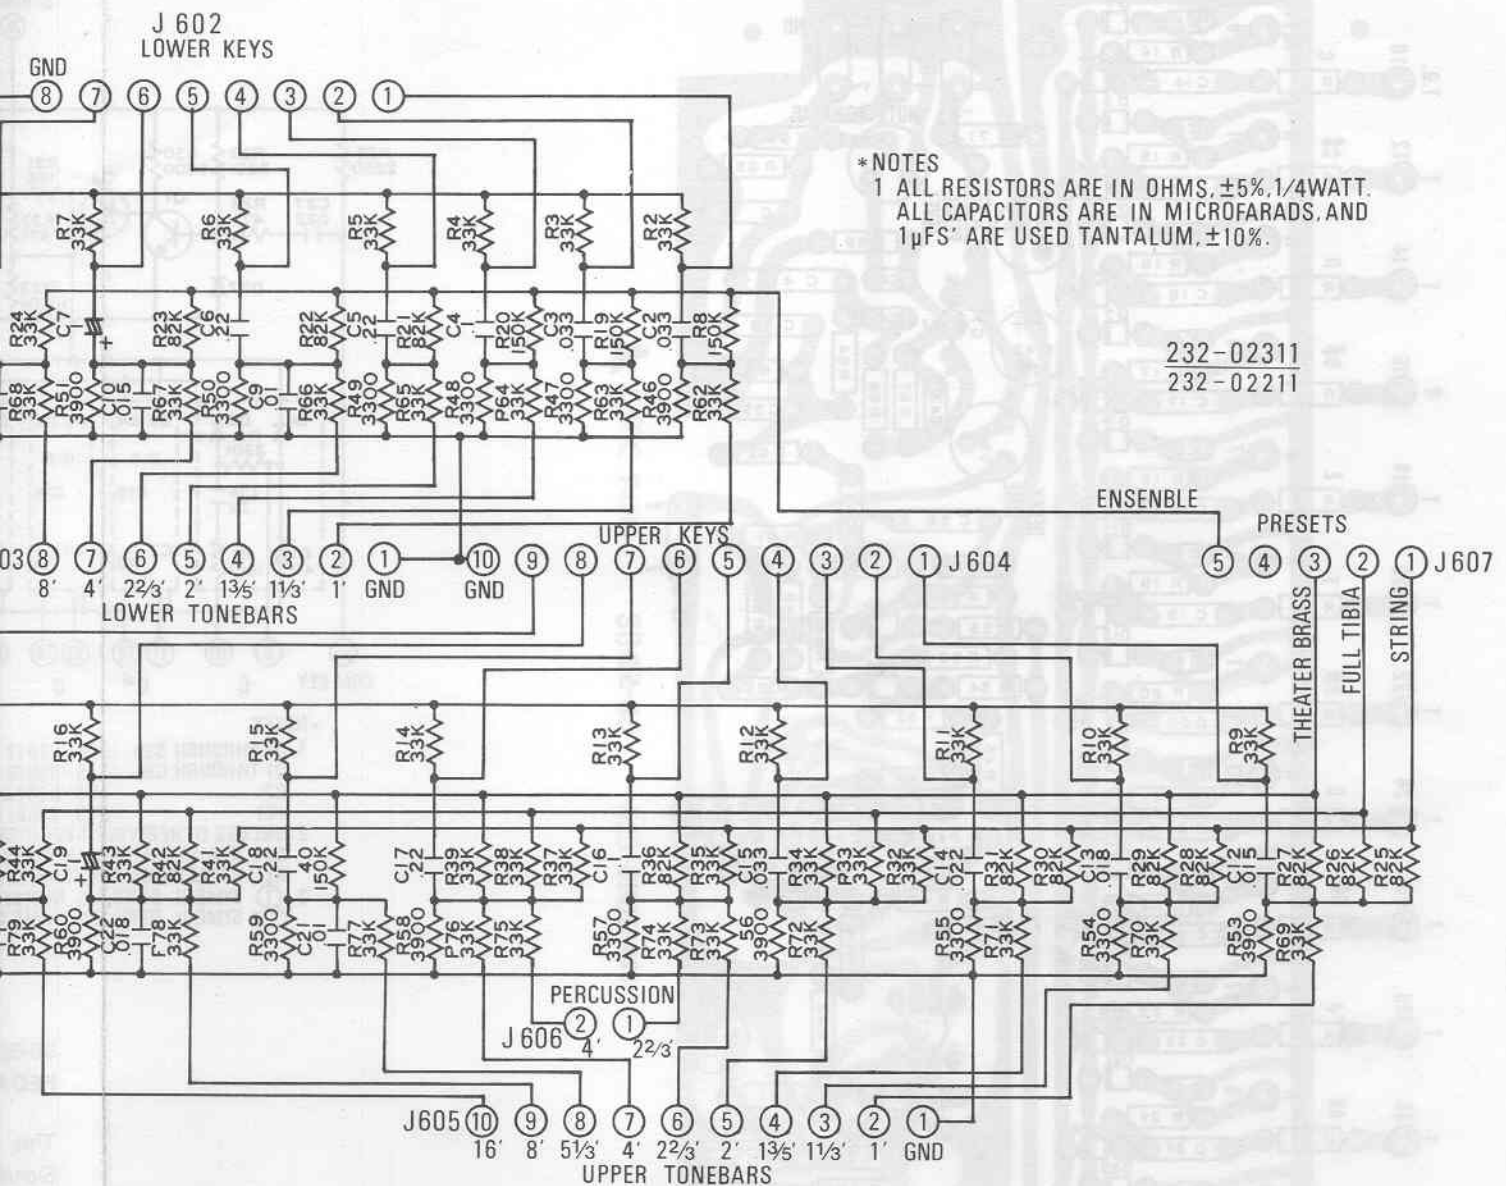 J 602
LOWER KEYS
GND
8 7 6 5 4 3 2 1
*NOTES
1 ALL RESISTORS ARE IN OHMS, ±5%, 1/4WATT.
ALL CAPACITORS ARE IN MICROFARADS, AND
1µFS' ARE USED TANTALUM, ±10%.
R7 33K R6 33K R5 33K R4 33K R3 33K R2 33K
R24 33K C7 1 + R23 82K C6 .22 R22 82K C5 .22 R21 82K C4 .1 R20 150K C3 .033 R19 150K C2 .033 R8 150K
232-02311
232-02211
R68 33K R51 3900 C10 .015 R67 33K R50 3300 C9 .01 R66 33K R49 3300 R65 33K R48 3300 P64 33K R47 3300 R63 33K R46 3900 R62 33K
ENSENBLE
PRESETS
UPPER KEYS
03 8 7 6 5 4 3 2 1 10 9 8 7 6 5 4 3 2 1 J604
5 4 3 2 1 J607
8' 4' 2⅔' 2' 1⅗' 1⅓' 1' GND GND
LOWER TONEBARS
THEATER BRASS
FULL TIBIA
STRING
R16 33K R15 33K R14 33K R13 33K R12 33K R11 33K R10 33K R9 33K
R44 33K C19 1 + R43 33K R42 82K R41 33K C18 .22 40 150K C17 .22 R39 33K R38 33K R37 33K C16 .1 R36 82K R35 33K C15 .033 R34 33K P33 33K R32 33K C14 .022 R31 82K R30 82K C13 .018 R29 82K R28 82K C12 .015 R27 82K R26 82K R25 82K
R79 33K R60 3900 C22 .018 F78 33K R59 3300 C21 .01 R77 33K R58 3900 P76 33K R75 33K R57 3300 R74 33K R73 33K 56 3900 R72 33K R55 3300 R71 33K R54 3300 R70 33K R53 3900 R69 33K
PERCUSSION
J606 2 1
4' 2⅔'
J605 10 9 8 7 6 5 4 3 2 1
16' 8' 5⅓' 4' 2⅔' 2' 1⅗' 1⅓' 1' GND
UPPER TONEBARS